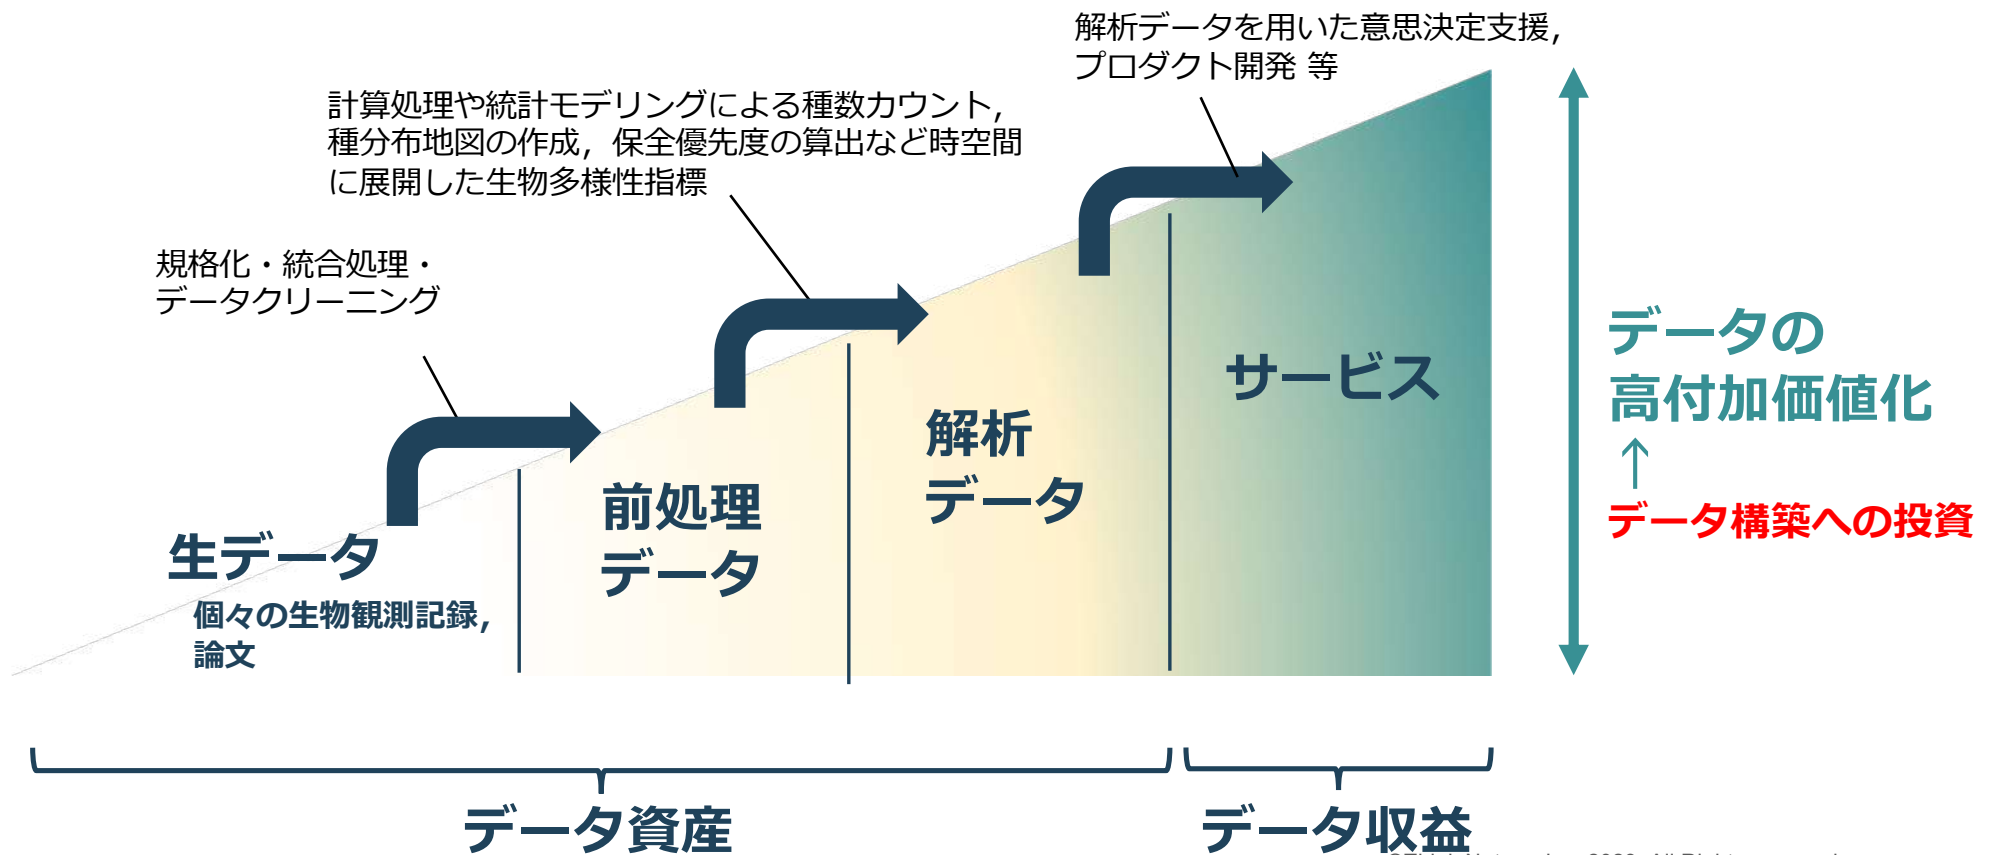 解析データを用いた意思決定支援,
プロダクト開発 等
計算処理や統計モデリングによる種数カウント,
種分布地図の作成, 保全優先度の算出など時空間
に展開した生物多様性指標
規格化・統合処理・
データクリーニング
生データ
個々の生物観測記録,
論文
前処理
データ
解析
データ
サービス
データの
高付加価値化
↑
データ構築への投資
データ資産
データ収益